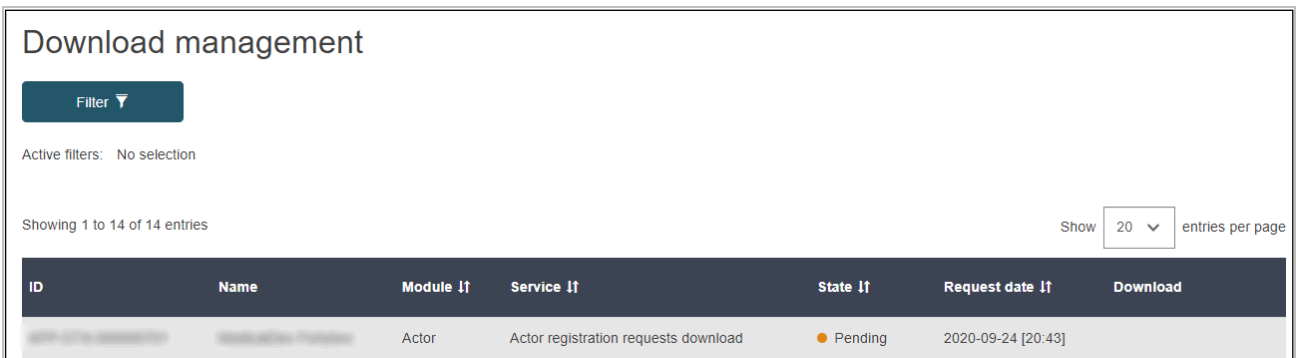 Download management
Filter
Active filters: No selection
Showing 1 to 14 of 14 entries
Show 20 entries per page
ID Name Module Service State Request date Download
Actor Actor registration requests download Pending 2020-09-24 [20:43]